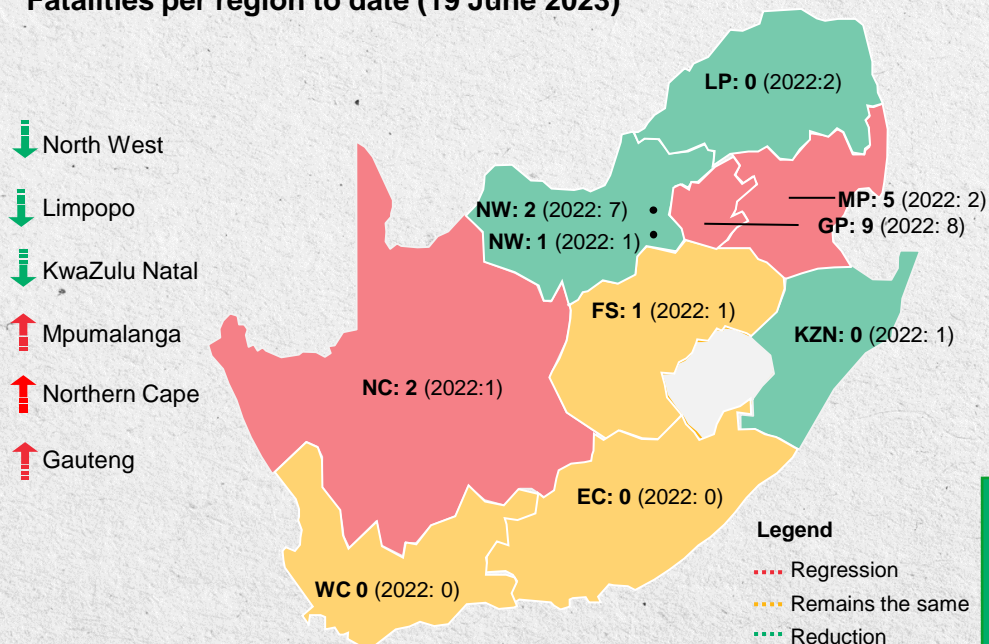 Fatalities per region to date (19 June 2023)
North West
Limpopo
KwaZulu Natal
Mpumalanga
Northern Cape
Gauteng
LP: 0 (2022:2)
MP: 5 (2022: 2)
GP: 9 (2022: 8)
NW: 2 (2022: 7)
NW: 1 (2022: 1)
FS: 1 (2022: 1)
KZN: 0 (2022: 1)
NC: 2 (2022:1)
EC: 0 (2022: 0)
WC 0 (2022: 0)
Legend
Regression
Remains the same
Reduction